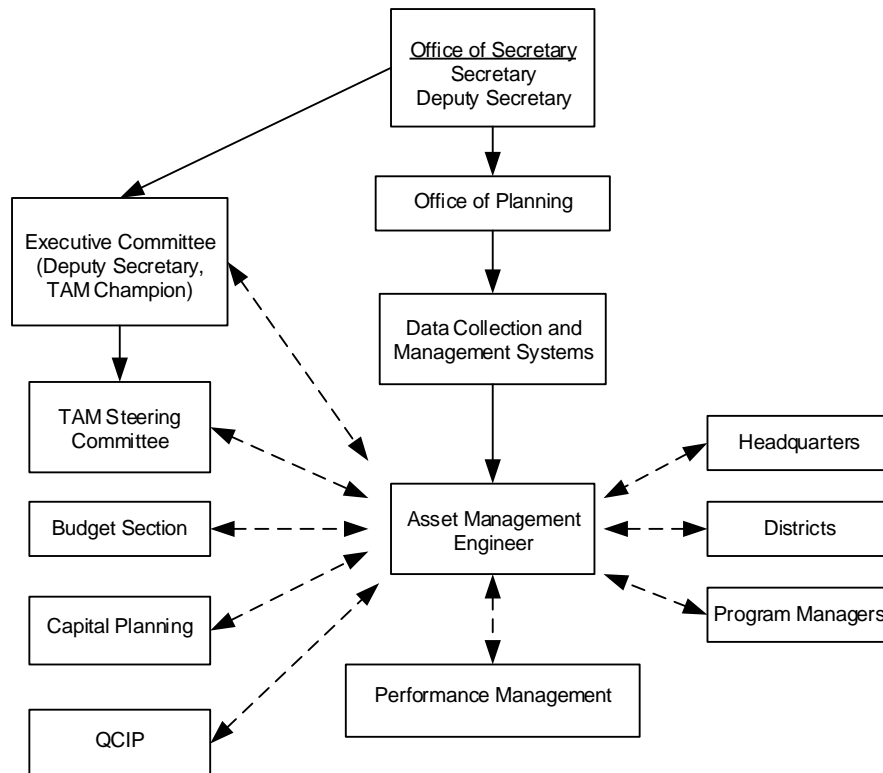 Office of Secretary
Secretary
Deputy Secretary
Office of Planning
Executive Committee
(Deputy Secretary,
TAM Champion)
Data Collection and
Management Systems
TAM Steering
Committee
Headquarters
Budget Section
Asset Management
Engineer
Districts
Capital Planning
Program Managers
Performance Management
QCIP